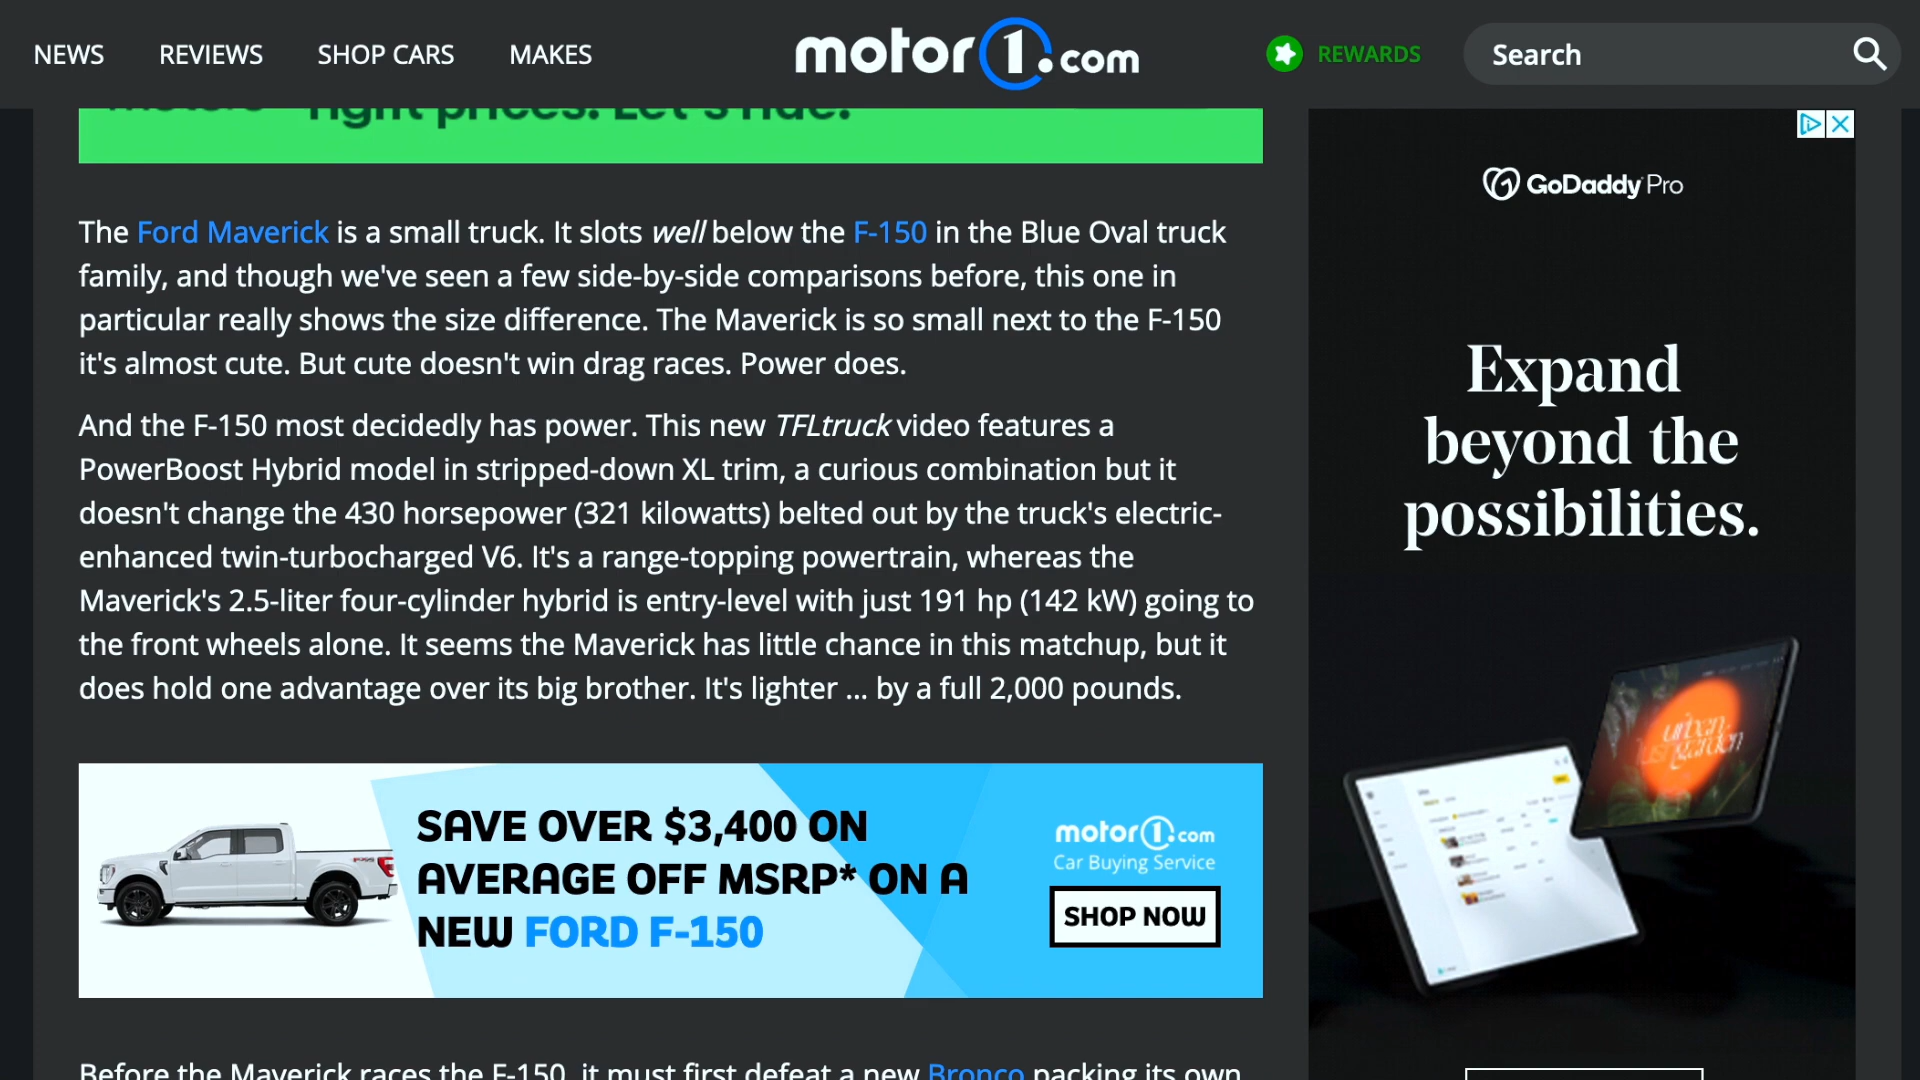 NEWS REVIEWS SHOP CARS MAKES motor1.com REWARDS Search
right prices. Let's ride.
The Ford Maverick is a small truck. It slots well below the F-150 in the Blue Oval truck
family, and though we've seen a few side-by-side comparisons before, this one in
particular really shows the size difference. The Maverick is so small next to the F-150
it's almost cute. But cute doesn't win drag races. Power does.
And the F-150 most decidedly has power. This new TFLtruck video features a
PowerBoost Hybrid model in stripped-down XL trim, a curious combination but it
doesn't change the 430 horsepower (321 kilowatts) belted out by the truck's electric-
enhanced twin-turbocharged V6. It's a range-topping powertrain, whereas the
Maverick's 2.5-liter four-cylinder hybrid is entry-level with just 191 hp (142 kW) going to
the front wheels alone. It seems the Maverick has little chance in this matchup, but it
does hold one advantage over its big brother. It's lighter ... by a full 2,000 pounds.
SAVE OVER $3,400 ON
AVERAGE OFF MSRP* ON A
NEW FORD F-150
motor1.com
Car Buying Service
SHOP NOW
Before the Maverick races the F-150, it must first defeat a new Bronco packing its own
GoDaddy Pro
Expand
beyond the
possibilities.
urban